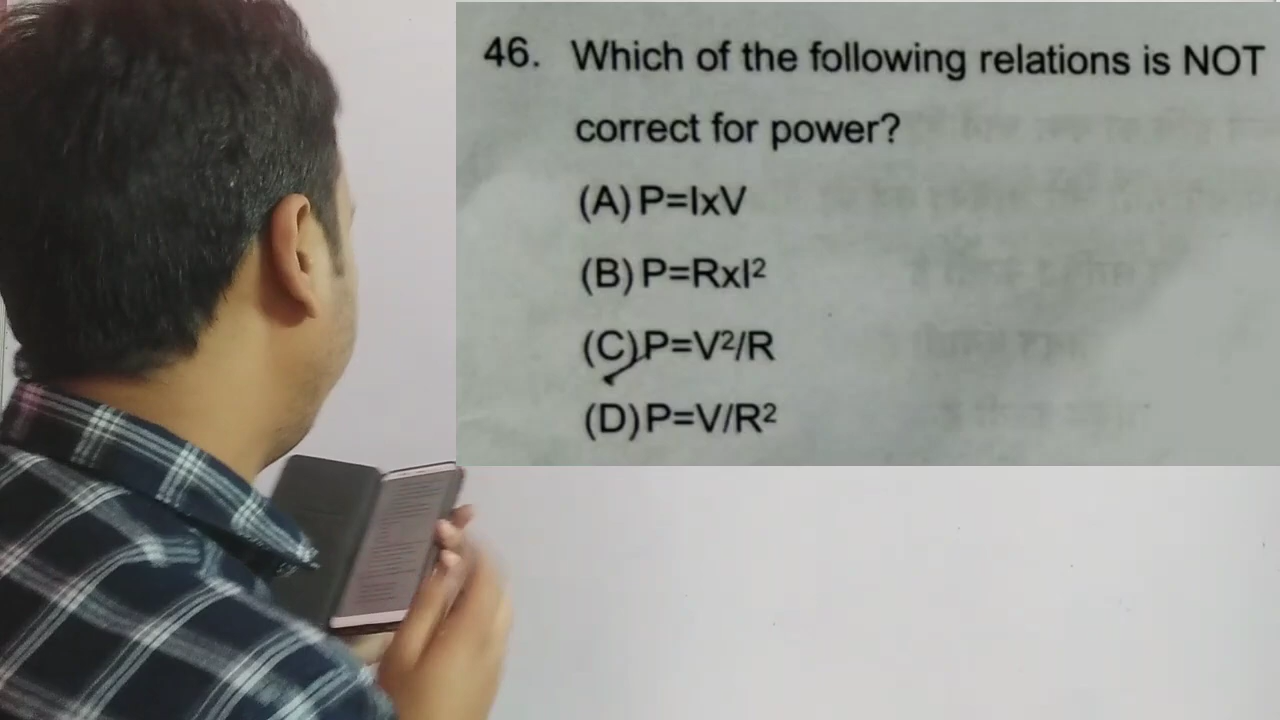 46. Which of the following relations is NOT
correct for power?
(A) P=IxV
(B) P=RxI²
(C) P=V²/R
(D) P=V/R²